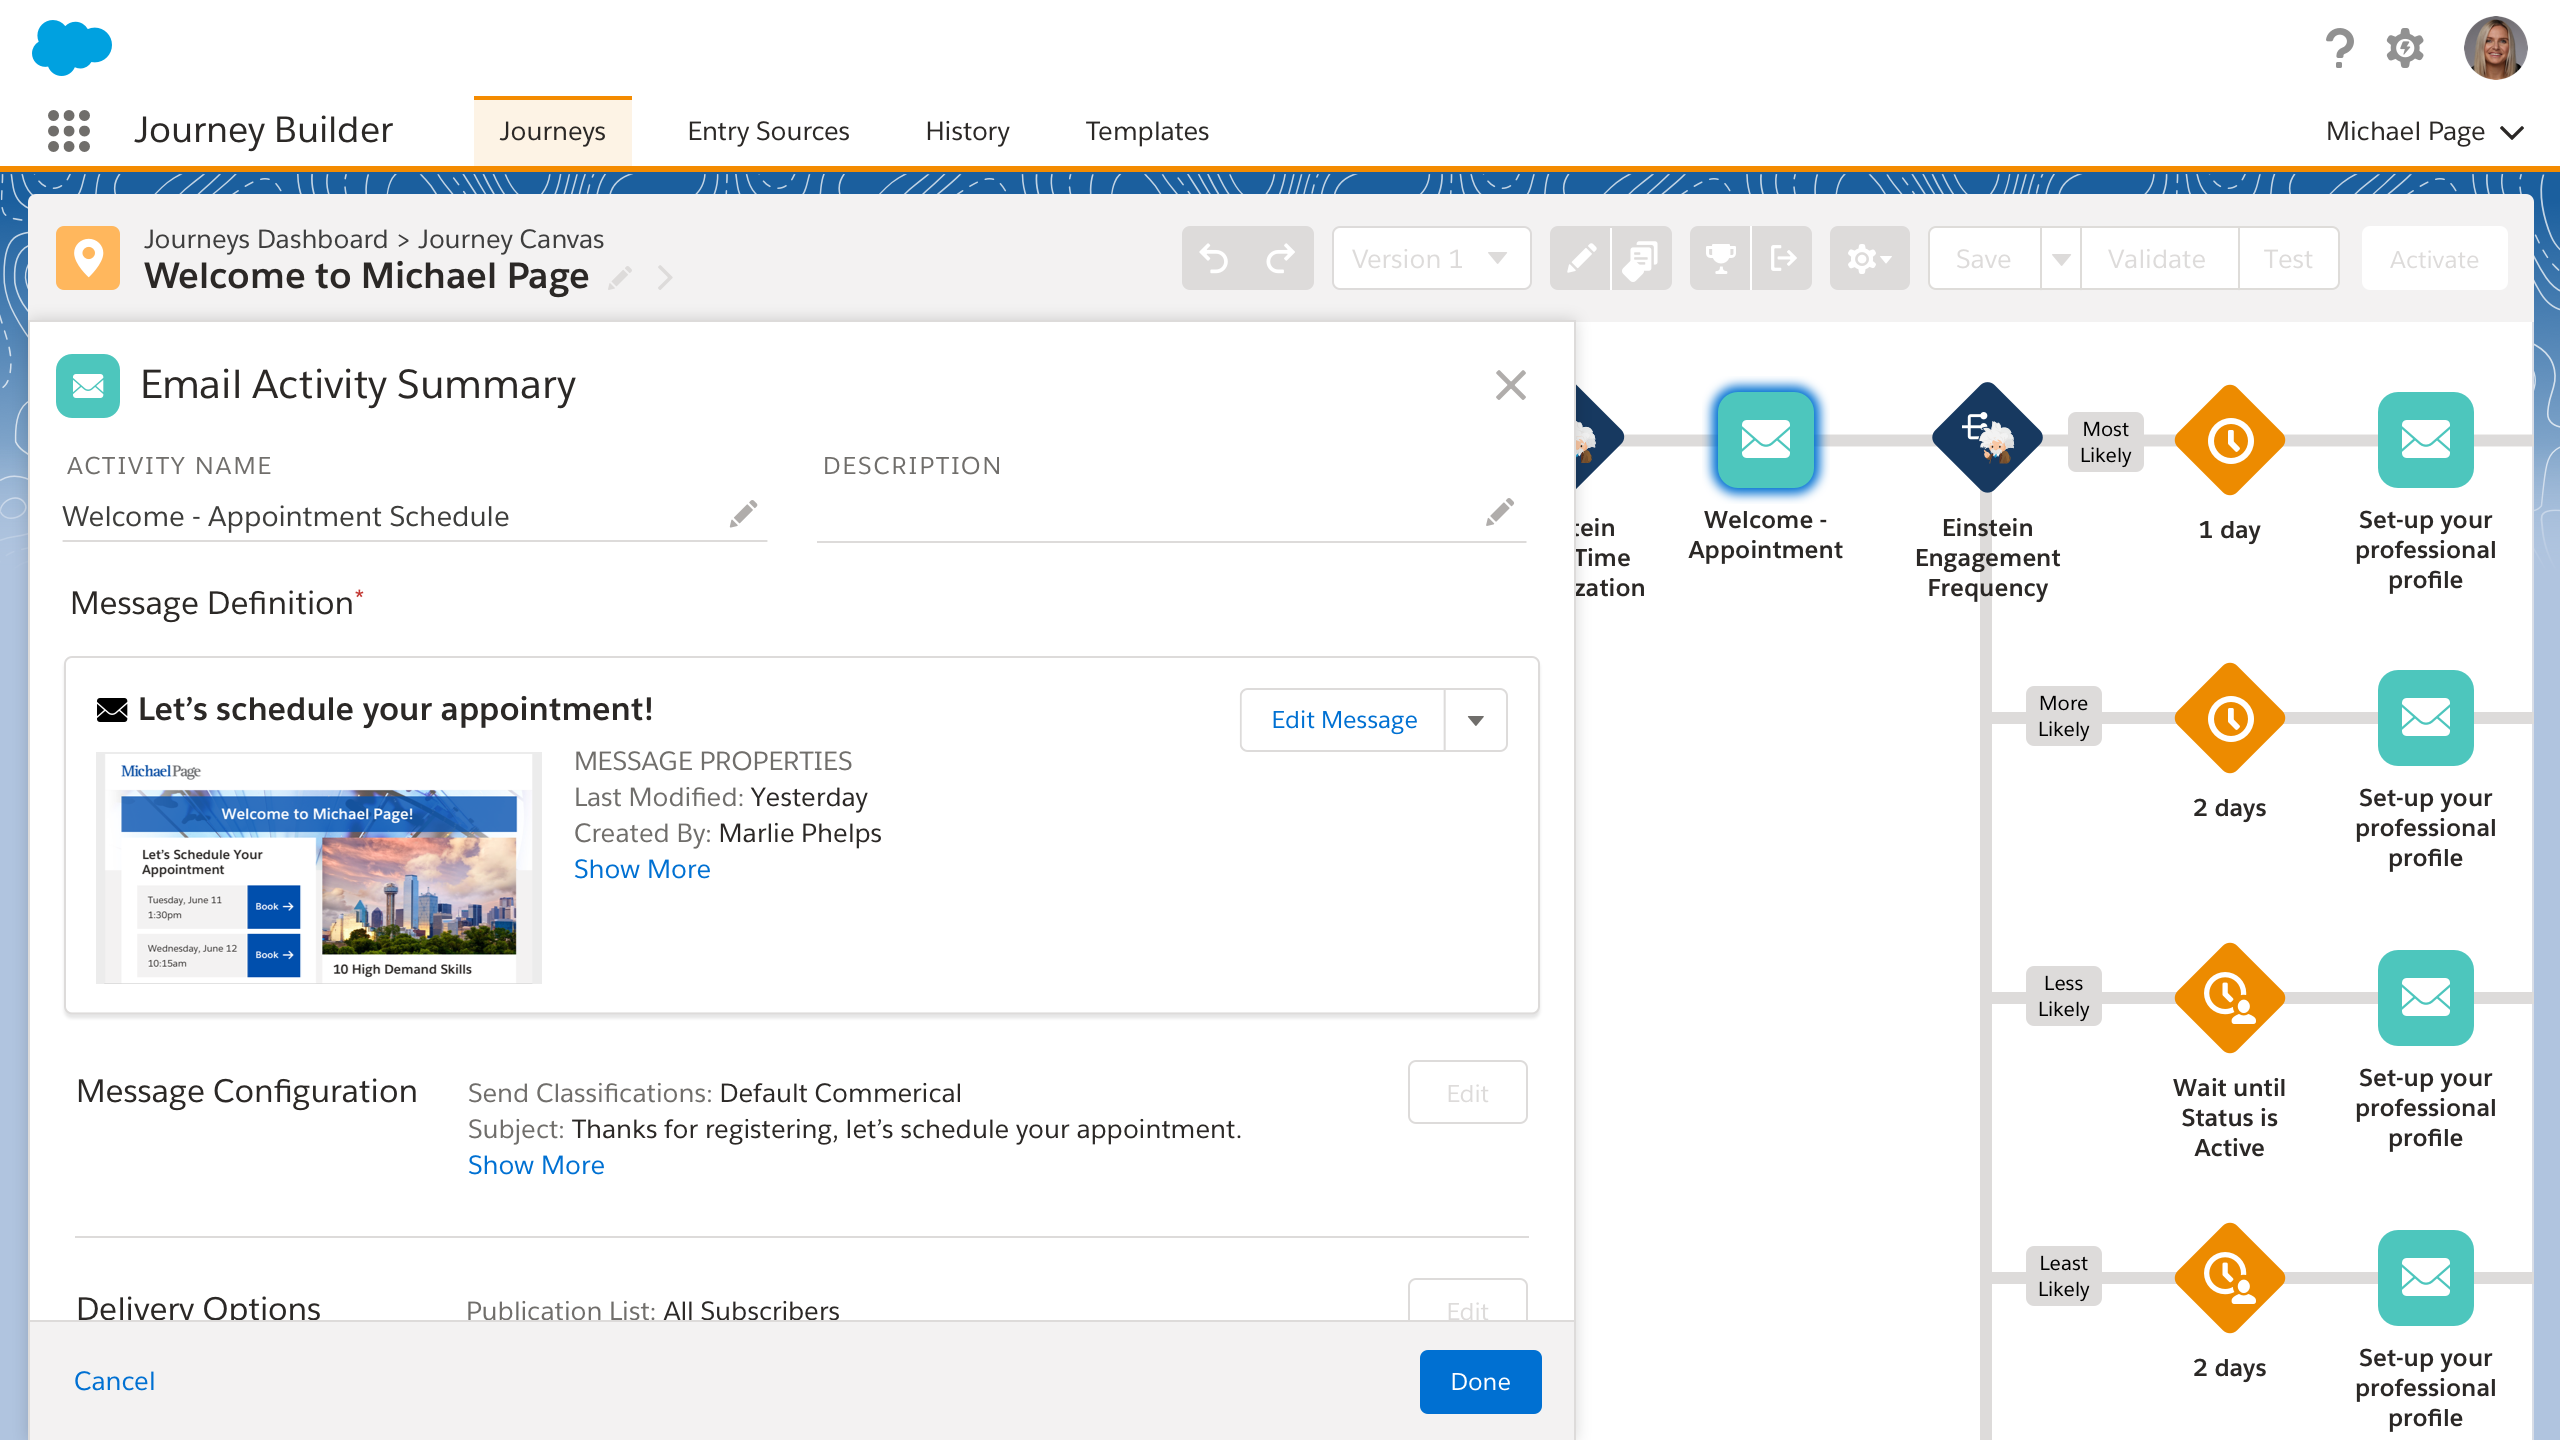 Journey Builder
Journeys
Entry Sources
History
Templates
Michael Page
Journeys Dashboard > Journey Canvas
Welcome to Michael Page
Version 1
Save
Validate
Test
Activate
Email Activity Summary
ACTIVITY NAME
Welcome - Appointment Schedule
DESCRIPTION
Message Definition*
Let’s schedule your appointment!
Edit Message
MichaelPage
Welcome to Michael Page!
Let’s Schedule Your
Appointment
Tuesday, June 11
1:30pm
Book →
Wednesday, June 12
10:15am
Book →
10 High Demand Skills
MESSAGE PROPERTIES
Last Modified: Yesterday
Created By: Marlie Phelps
Show More
Message Configuration
Send Classifications: Default Commerical
Subject: Thanks for registering, let’s schedule your appointment.
Show More
Edit
Delivery Options
Publication List: All Subscribers
Edit
Cancel
Done
tein
Time
zation
Welcome -
Appointment
Einstein
Engagement
Frequency
Most
Likely
1 day
Set-up your
professional
profile
More
Likely
2 days
Set-up your
professional
profile
Less
Likely
Wait until
Status is
Active
Set-up your
professional
profile
Least
Likely
2 days
Set-up your
professional
profile